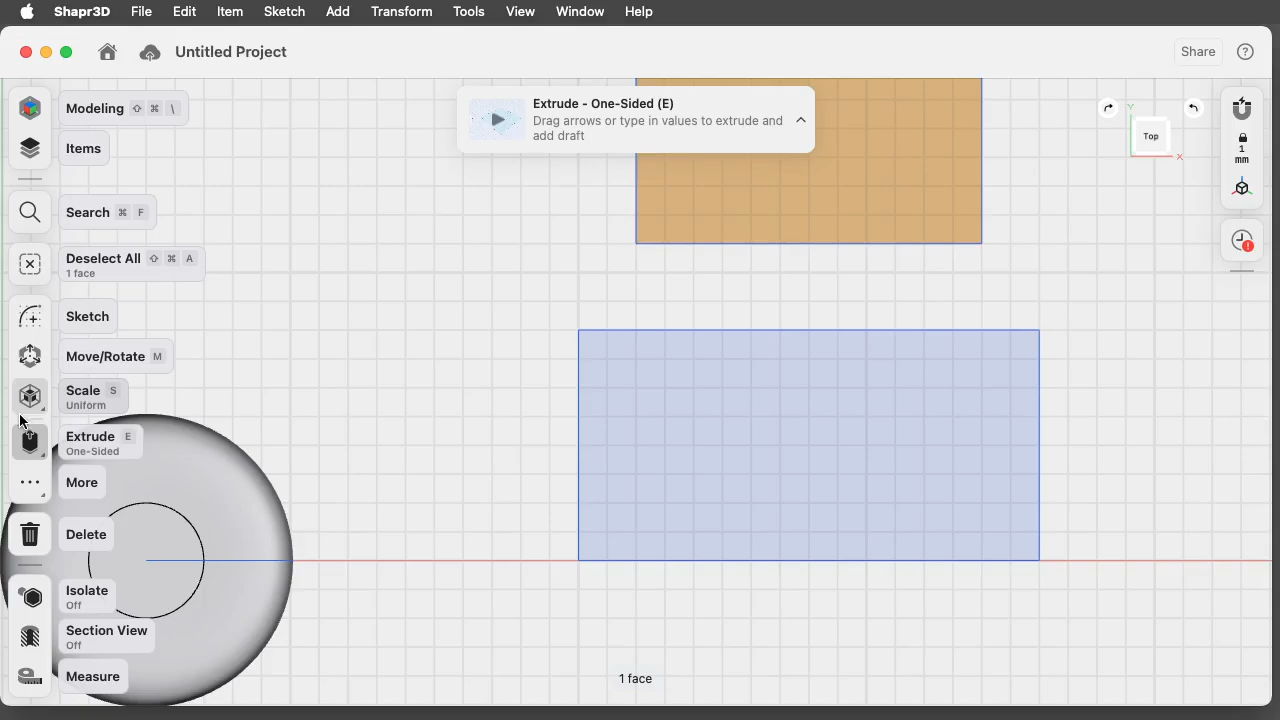 Shapr3D File Edit Item Sketch Add Transform Tools View Window Help
Untitled Project
Share
Modeling ⇧ ⌘ \
Items
Search ⌘ F
Deselect All ⇧ ⌘ A
1 face
Sketch
Move/Rotate M
Scale S
Uniform
Extrude E
One-Sided
More
Delete
Isolate
Off
Section View
Off
Measure
Extrude - One-Sided (E)
Drag arrows or type in values to extrude and
add draft
Y
Top
X
1
mm
1 face